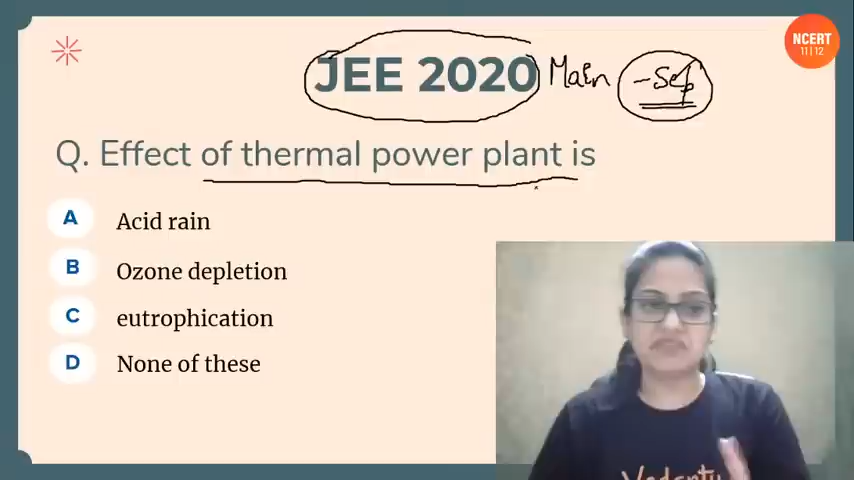 NCERT
11|12
JEE 2020 Main - Sep
Q. Effect of thermal power plant is
A Acid rain
B Ozone depletion
C eutrophication
D None of these
Vedantu